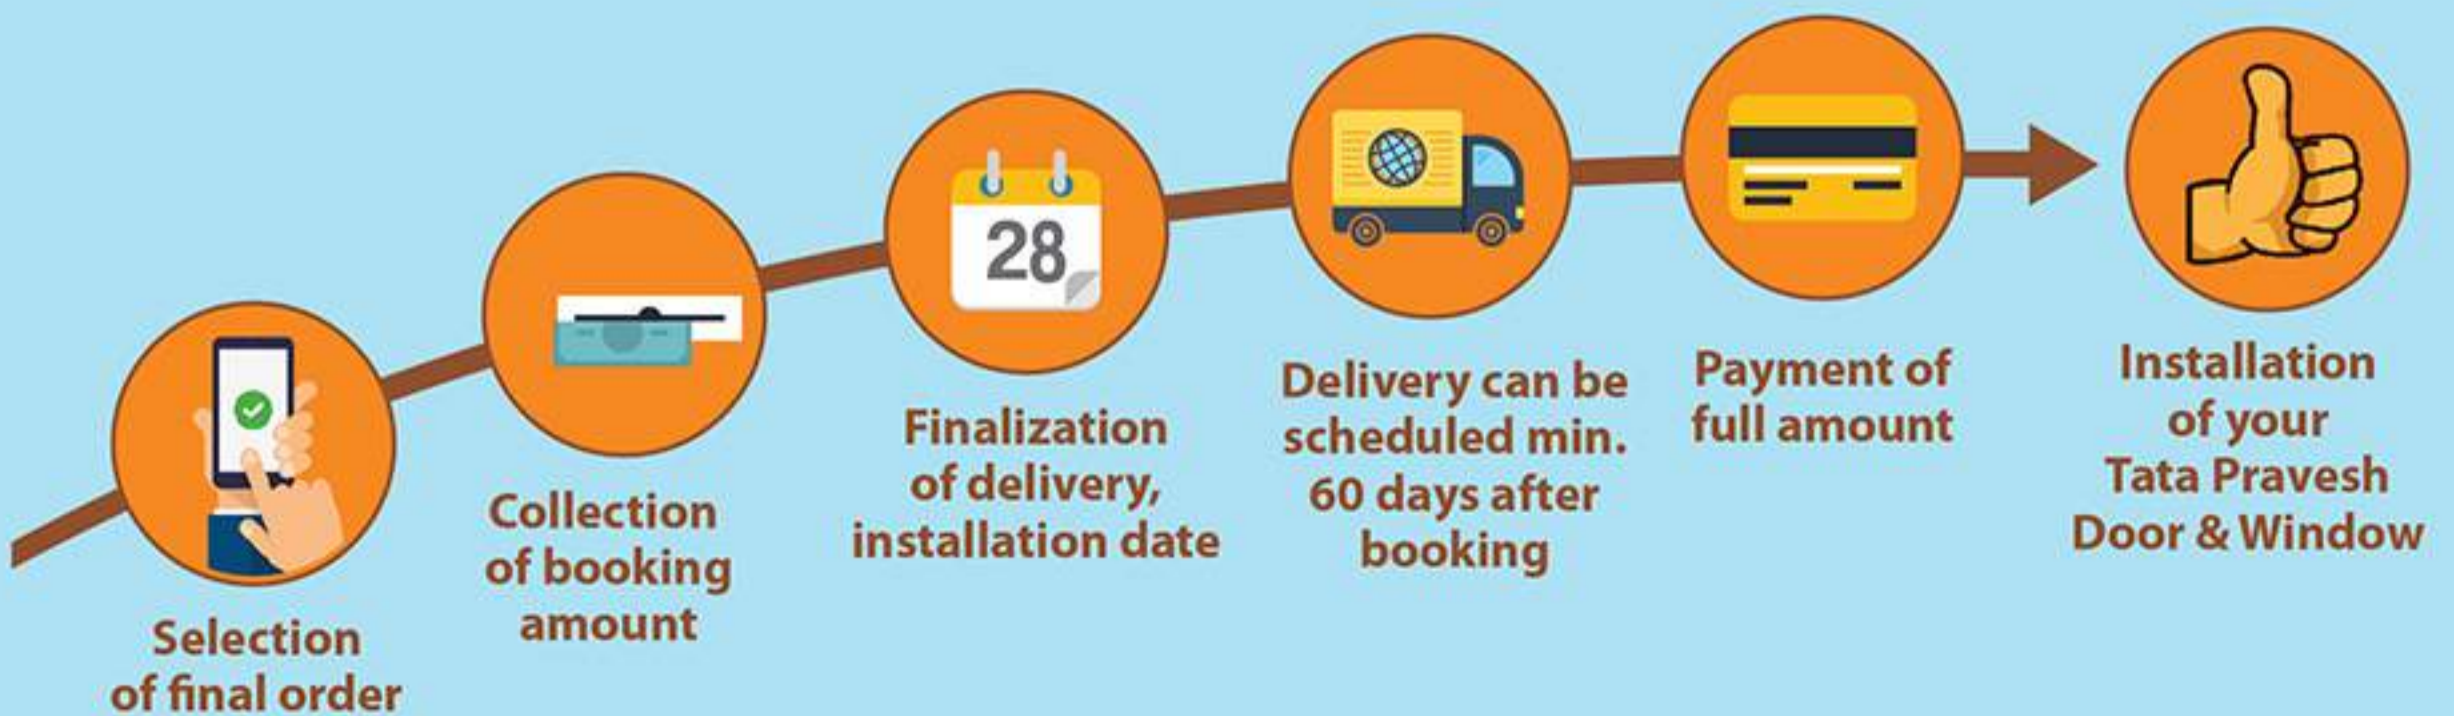 Selection
of final order
Collection
of booking
amount
28
Finalization
of delivery,
installation date
Delivery can be
scheduled min.
60 days after
booking
Payment of
full amount
Installation
of your
Tata Pravesh
Door & Window